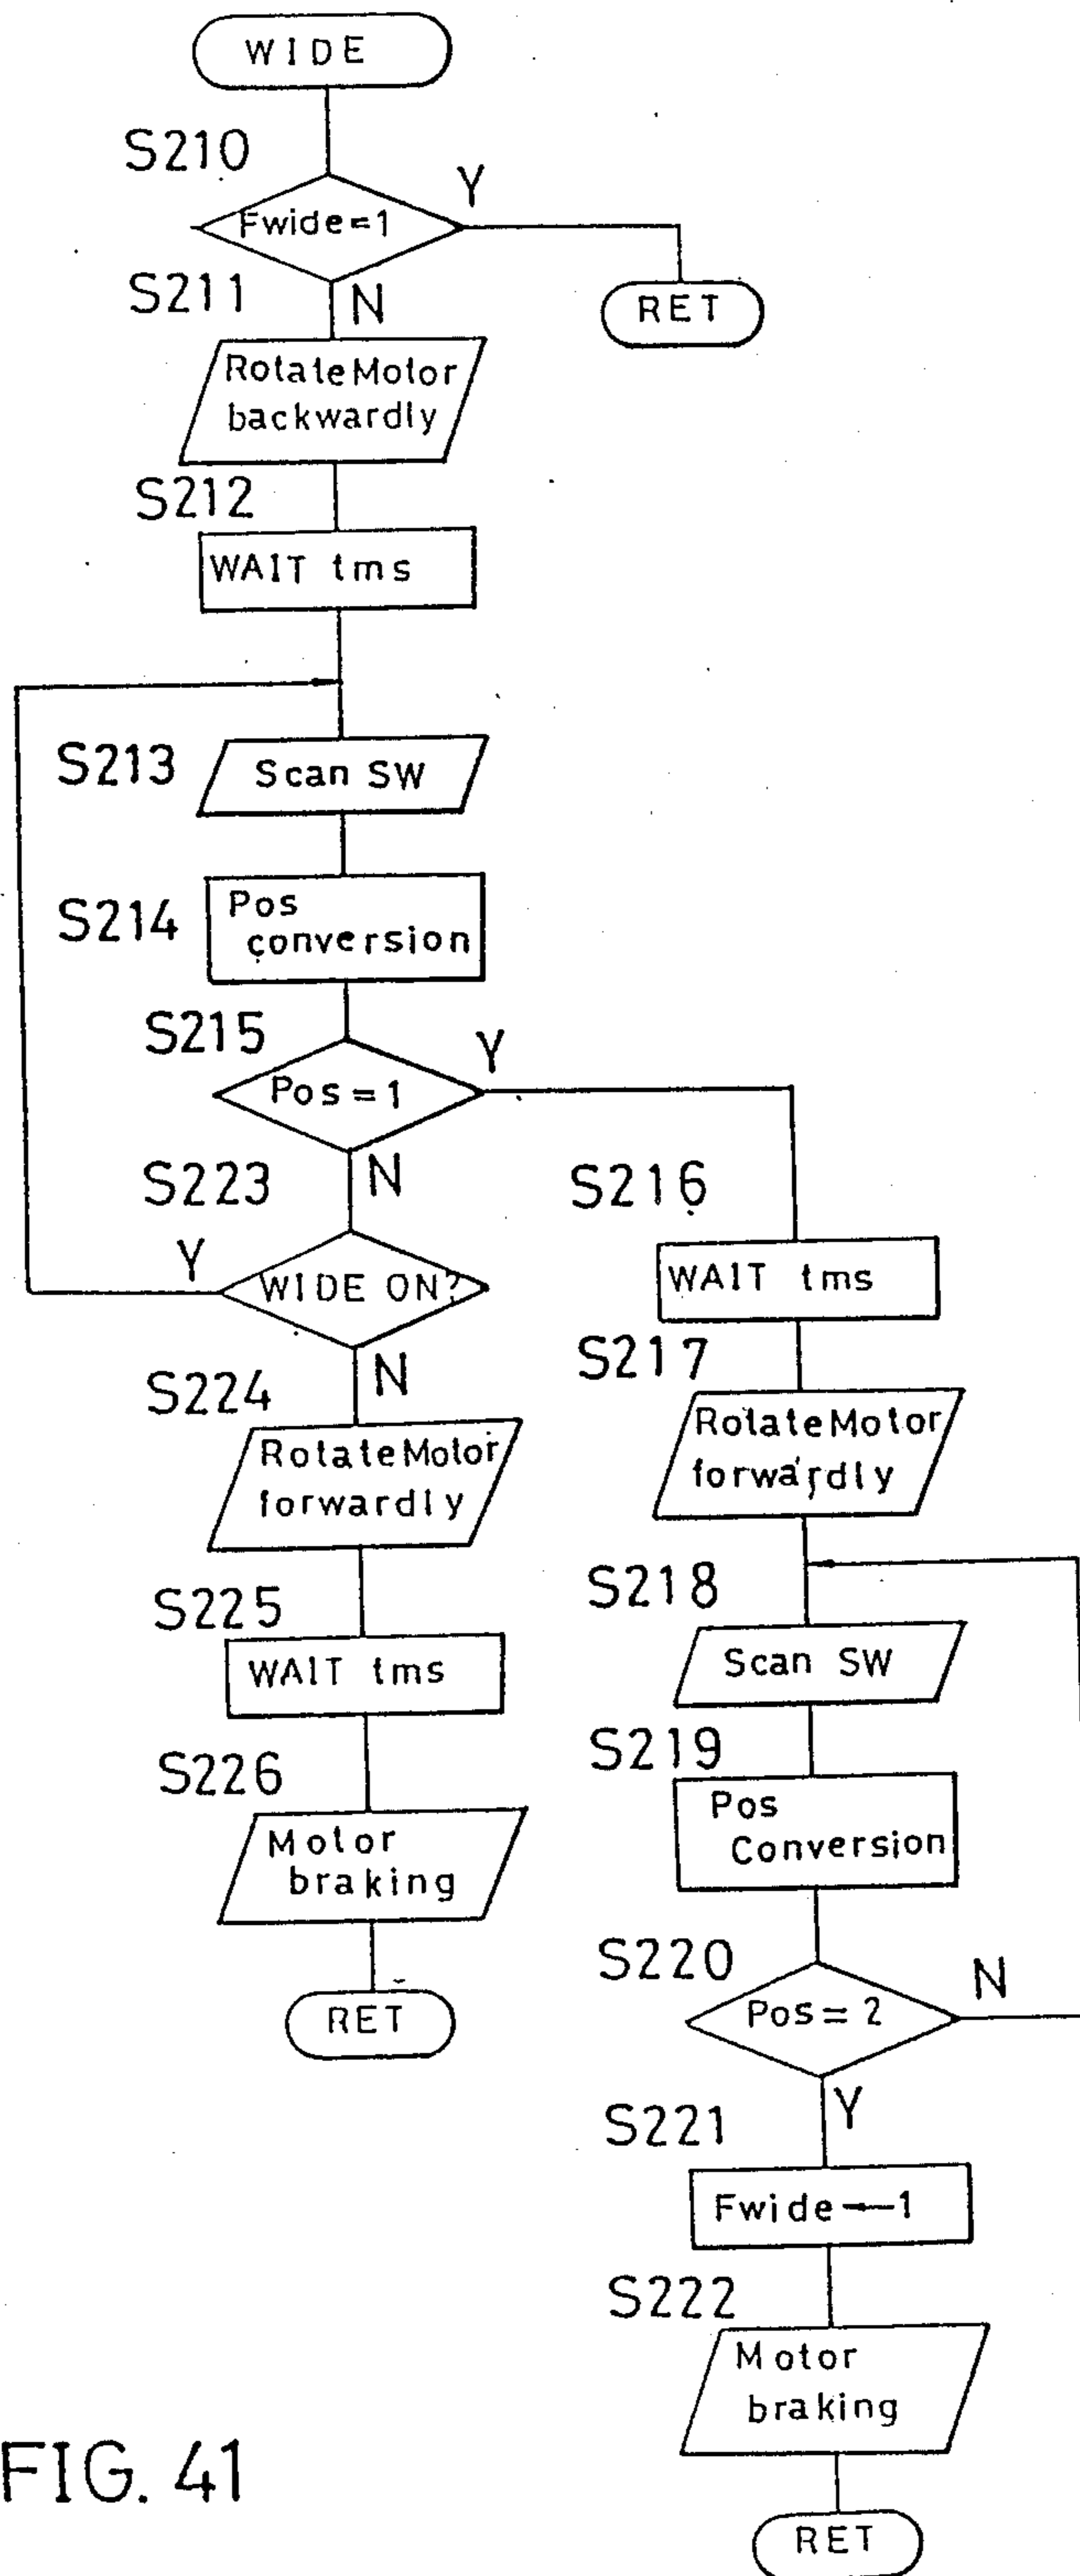 WIDE
S210
Y
Fwide=1
S211
N
RET
RotateMotor
backwardly
S212
WAIT tms
S213
Scan SW
S214
Pos
conversion
S215
Y
Pos=1
S223
N
Y
WIDE ON?
S224
N
RotateMotor
forwardly
S225
WAIT tms
S226
Motor
braking
RET
S216
WAIT tms
S217
RotateMotor
forwardly
S218
Scan SW
S219
Pos
Conversion
S220
N
Pos=2
Y
S221
Fwide←1
S222
Motor
braking
RET
FIG. 41